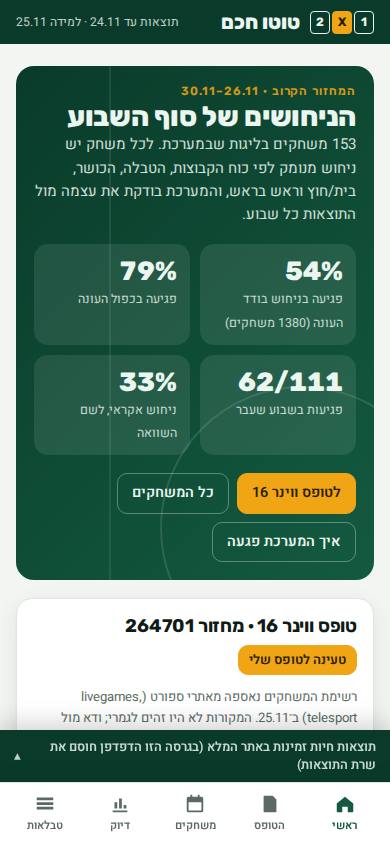 1 X 2 טוטו חכם
תוצאות עד 24.11 · למידה 25.11
המחזור הקרוב • 26.11–30.11
הניחושים של סוף השבוע
153 משחקים בליגות שבמערכת. לכל משחק יש
ניחוש מנומק לפי כוח הקבוצות, הטבלה, הכושר,
בית/חוץ וראש בראש, והמערכת בודקת את עצמה מול
התוצאות כל שבוע.
54%
פגיעה בניחוש בודד
העונה (1380 משחקים)
79%
פגיעה בכפול העונה
62/111
פגיעות בשבוע שעבר
33%
ניחוש אקראי, לשם
השוואה
לטופס ווינר 16
כל המשחקים
איך המערכת פגעה
טופס ווינר 16 · מחזור 264701
טעינה לטופס שלי
רשימת המשחקים נאספה מאתרי ספורט (livegames,
telesport) ב־25.11. המקורות לא היו זהים לגמרי; ודא מול
תוצאות חיות זמינות באתר המלא (בגרסה הזו הדפדפן חוסם את
שרת התוצאות)
▲
ראשי
הטופס
משחקים
דיוק
טבלאות